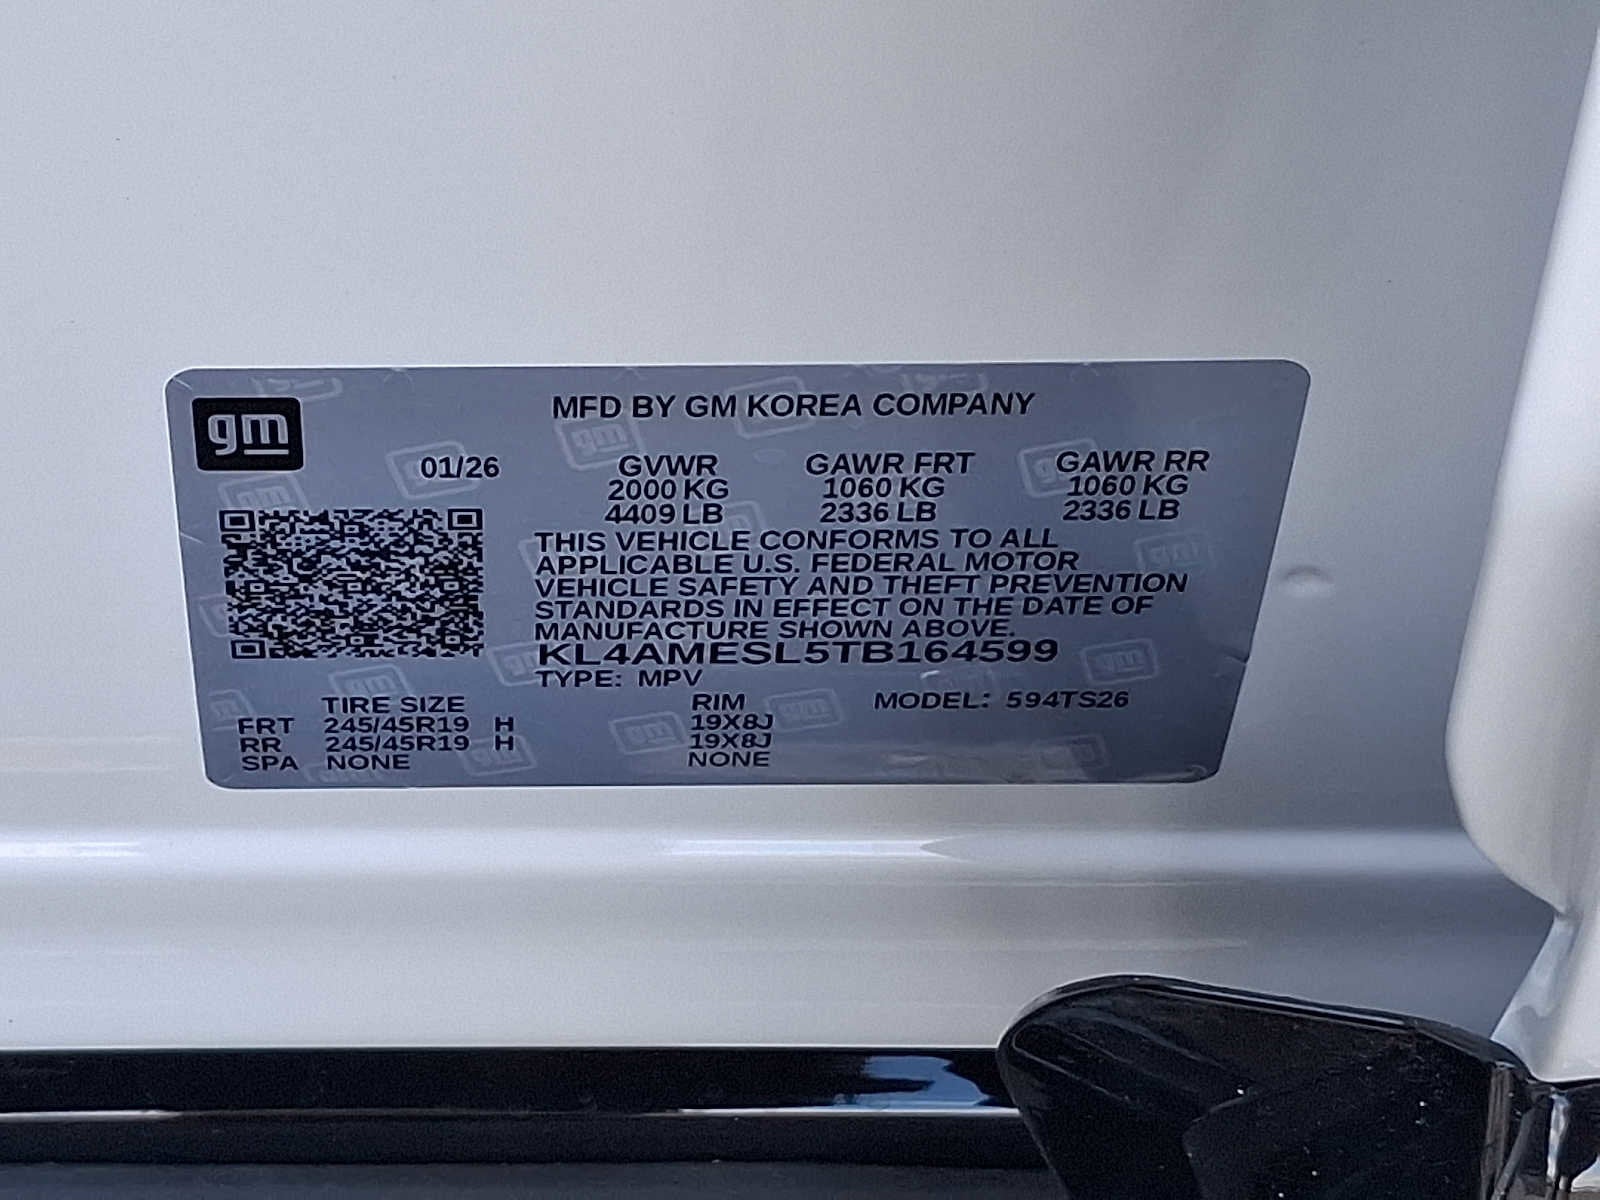 gm
MFD BY GM KOREA COMPANY
01/26 GVWR GAWR FRT GAWR RR
2000 KG 1060 KG 1060 KG
4409 LB 2336 LB 2336 LB
THIS VEHICLE CONFORMS TO ALL
APPLICABLE U.S. FEDERAL MOTOR
VEHICLE SAFETY AND THEFT PREVENTION
STANDARDS IN EFFECT ON THE DATE OF
MANUFACTURE SHOWN ABOVE.
KL4AMESL5TB164599
TYPE: MPV
TIRE SIZE RIM MODEL: 594TS26
FRT 245/45R19 H 19X8J
RR 245/45R19 H 19X8J
SPA NONE NONE